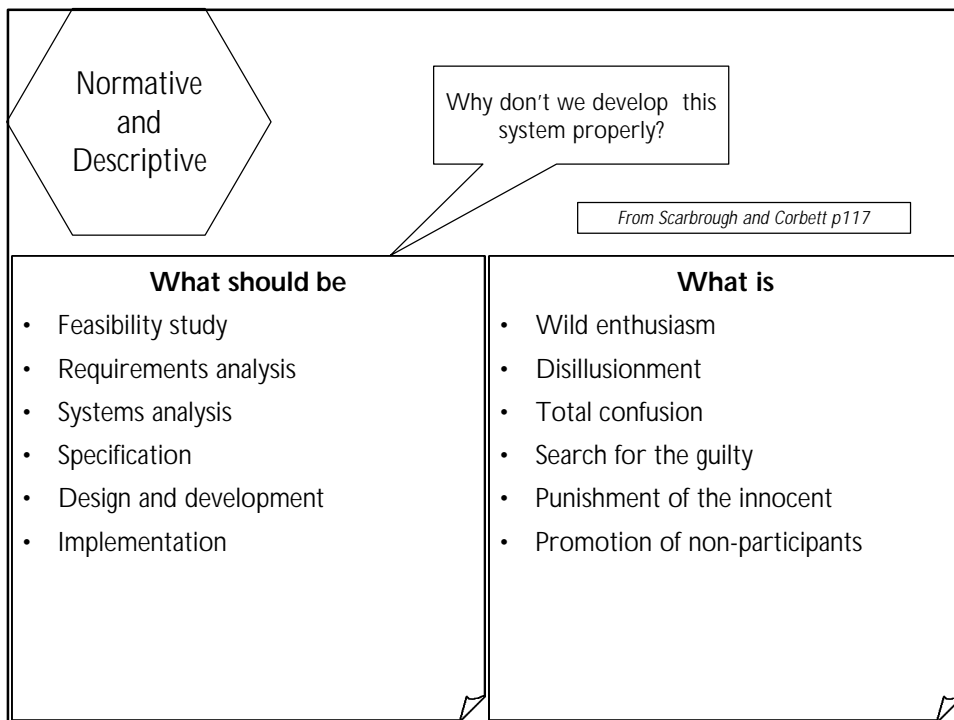 Normative
and
Descriptive
Why don't we develop this
system properly?
From Scarbrough and Corbett p117
What should be
• Feasibility study
• Requirements analysis
• Systems analysis
• Specification
• Design and development
• Implementation
What is
• Wild enthusiasm
• Disillusionment
• Total confusion
• Search for the guilty
• Punishment of the innocent
• Promotion of non-participants